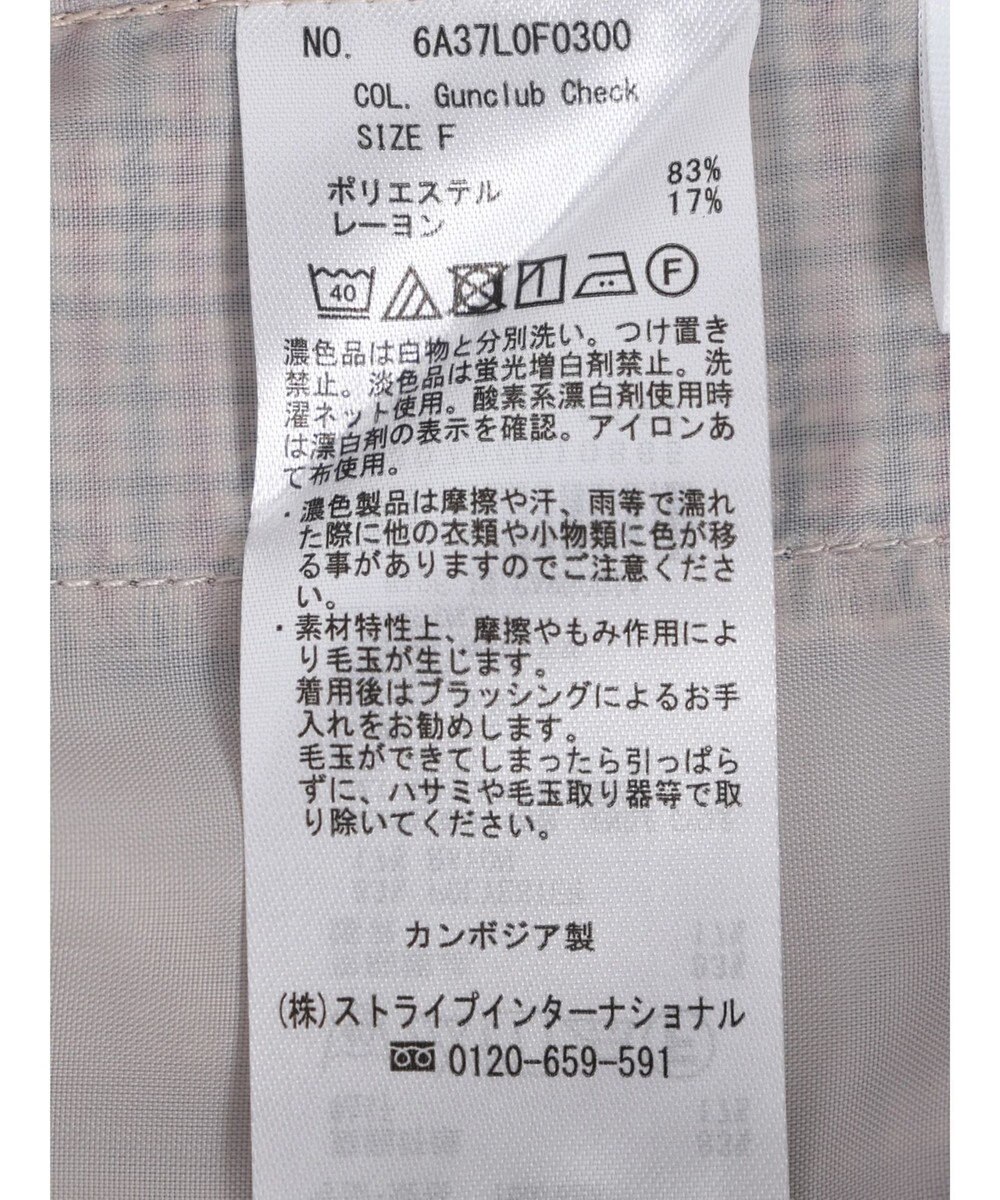 NO. 6A37L0F0300
COL. Gunclub Check
SIZE F
ポリエステル 83%
レーヨン 17%
40 F
濃色品は白物と分別洗い。つけ置き
禁止。淡色品は蛍光増白剤禁止。洗
濯ネット使用。酸素系漂白剤使用時
は漂白剤の表示を確認。アイロンあ
て布使用。
・濃色製品は摩擦や汗、雨等で濡れ
た際に他の衣類や小物類に色が移
る事がありますのでご注意くださ
い。
・素材特性上、摩擦やもみ作用によ
り毛玉が生じます。
着用後はブラッシングによるお手
入れをお勧めします。
毛玉ができてしまったら引っぱら
ずに、ハサミや毛玉取り器等で取
り除いてください。
カンボジア製
(株)ストライプインターナショナル
0120-659-591